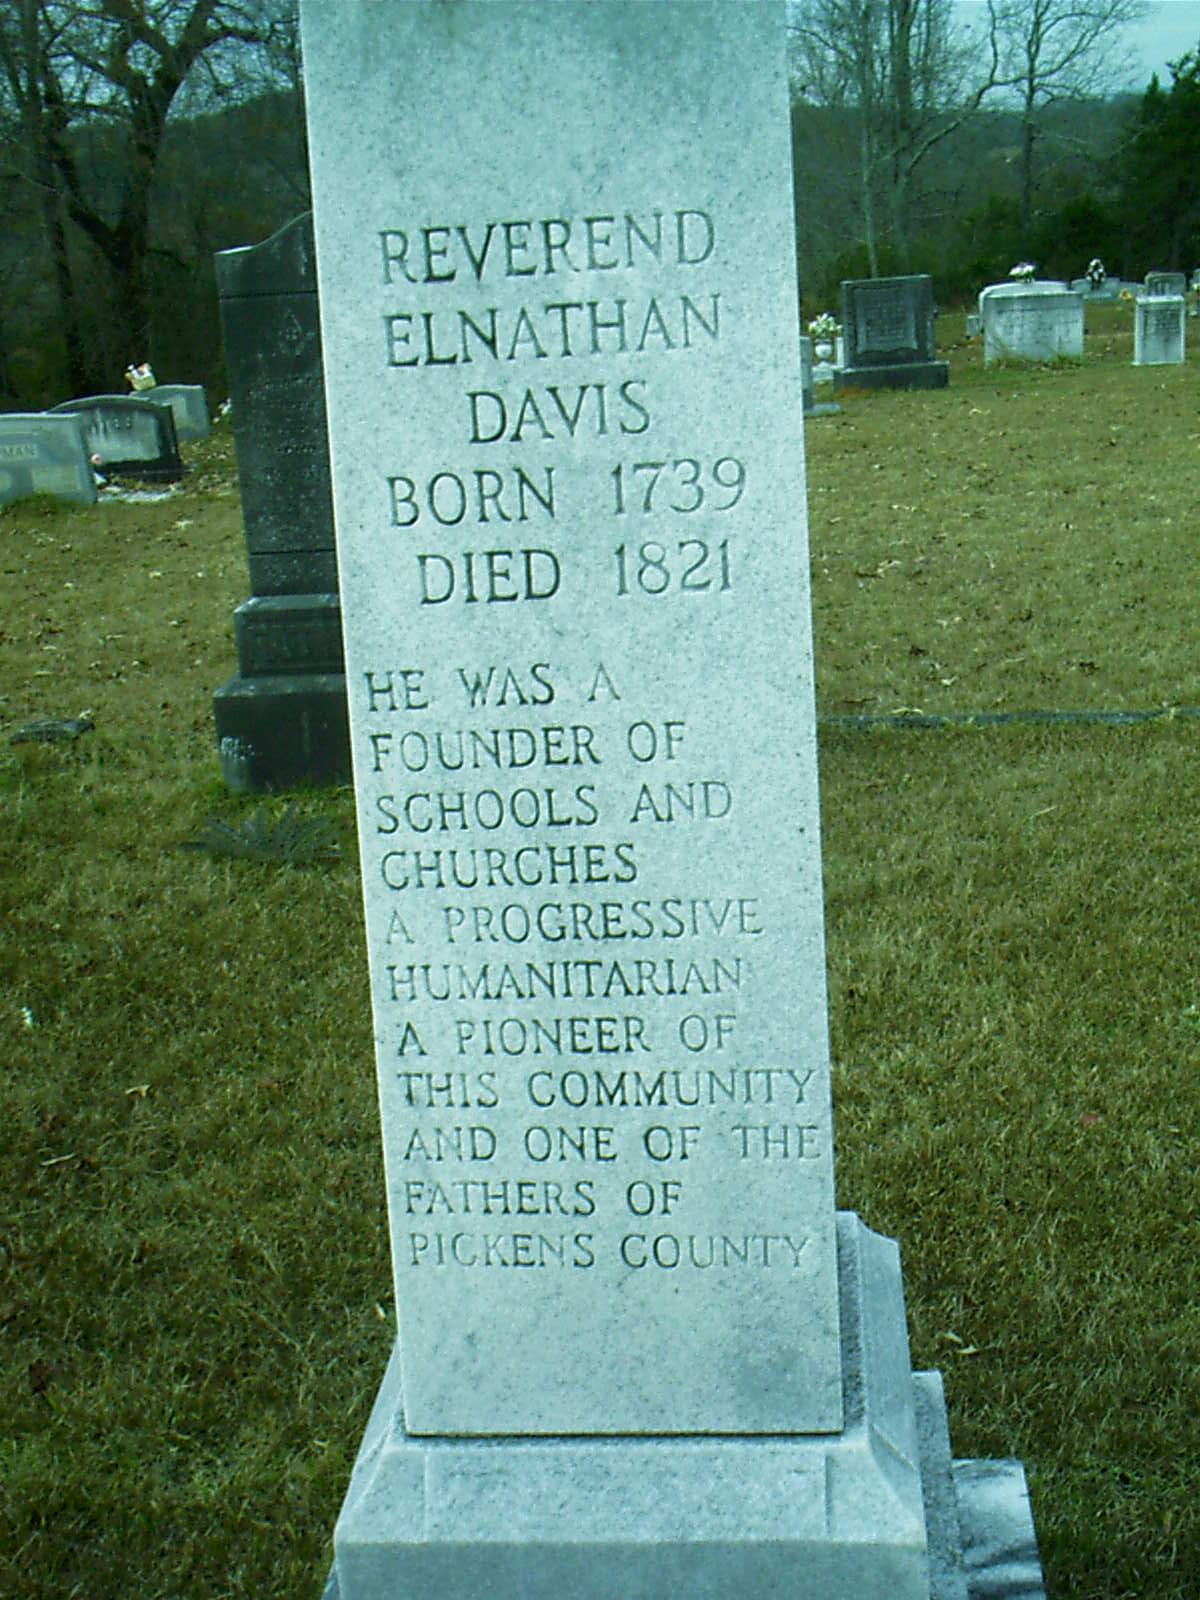 REVEREND
ELNATHAN
DAVIS
BORN 1739
DIED 1821
HE WAS A
FOUNDER OF
SCHOOLS AND
CHURCHES
A PROGRESSIVE
HUMANITARIAN
A PIONEER OF
THIS COMMUNITY
AND ONE OF THE
FATHERS OF
PICKENS COUNTY